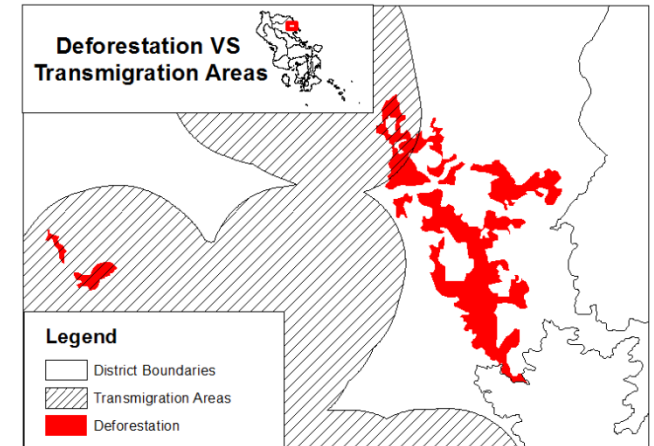 Deforestation VS
Transmigration Areas
Legend
District Boundaries
Transmigration Areas
Deforestation